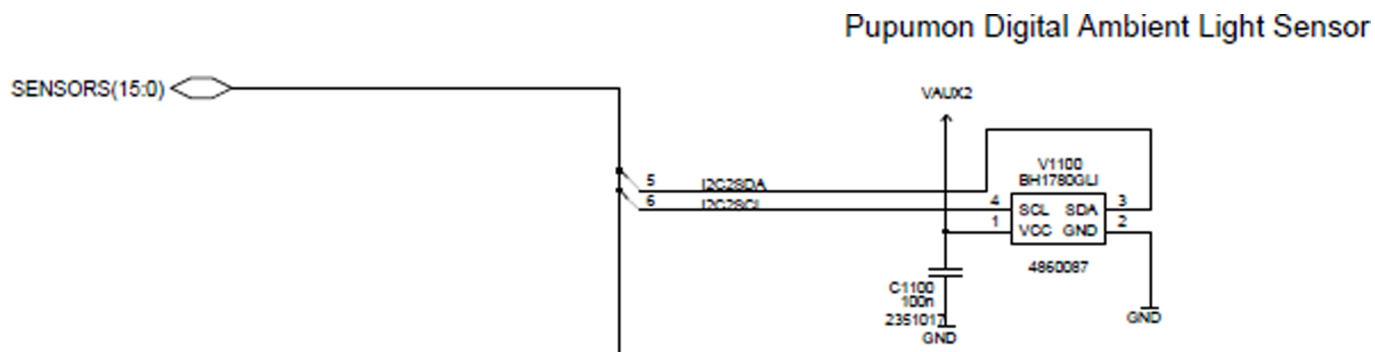 Pupumon Digital Ambient Light Sensor
SENSORS(15:0)
VAUX2
V1100
BH1780GLI
5 I2C2SDA
6 I2C2SCL
4 SCL SDA 3
1 VCC GND 2
4860087
C1100
100n
2351017
GND
GND